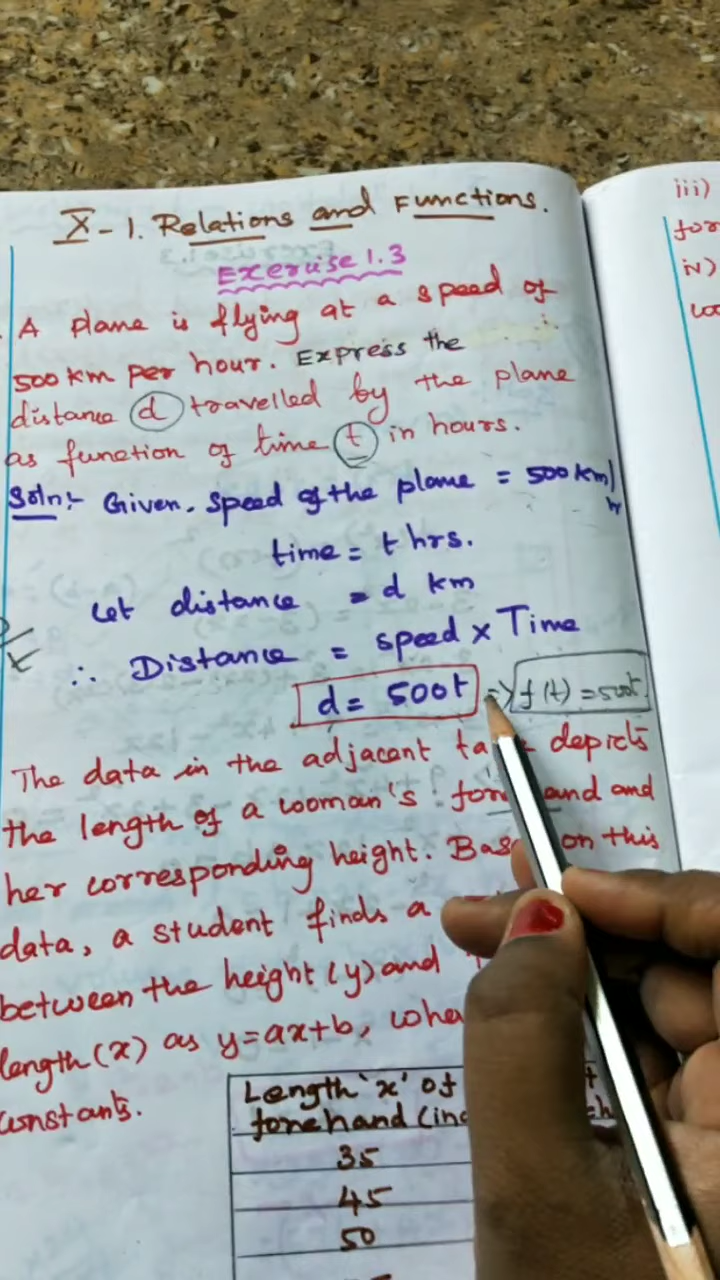 X-1. Relations and Functions.
Exercise 1.3
A plane is flying at a speed of
500 km per hour. Express the
distance d travelled by the plane
as function of time t in hours.
Soln:- Given. Speed of the plane = 500 km/hr
time = t hrs.
Let distance = d km
∴ Distance = speed × Time
d = 500t => f(t) = 500t.
The data in the adjacent depicts
the length of a woman's and and
her corresponding height. on this
data, a student finds a
between the height (y) and
length (x) as y=ax+b,
constants.
Length 'x' of
forehand
35
45
50
iii)
for
iv)